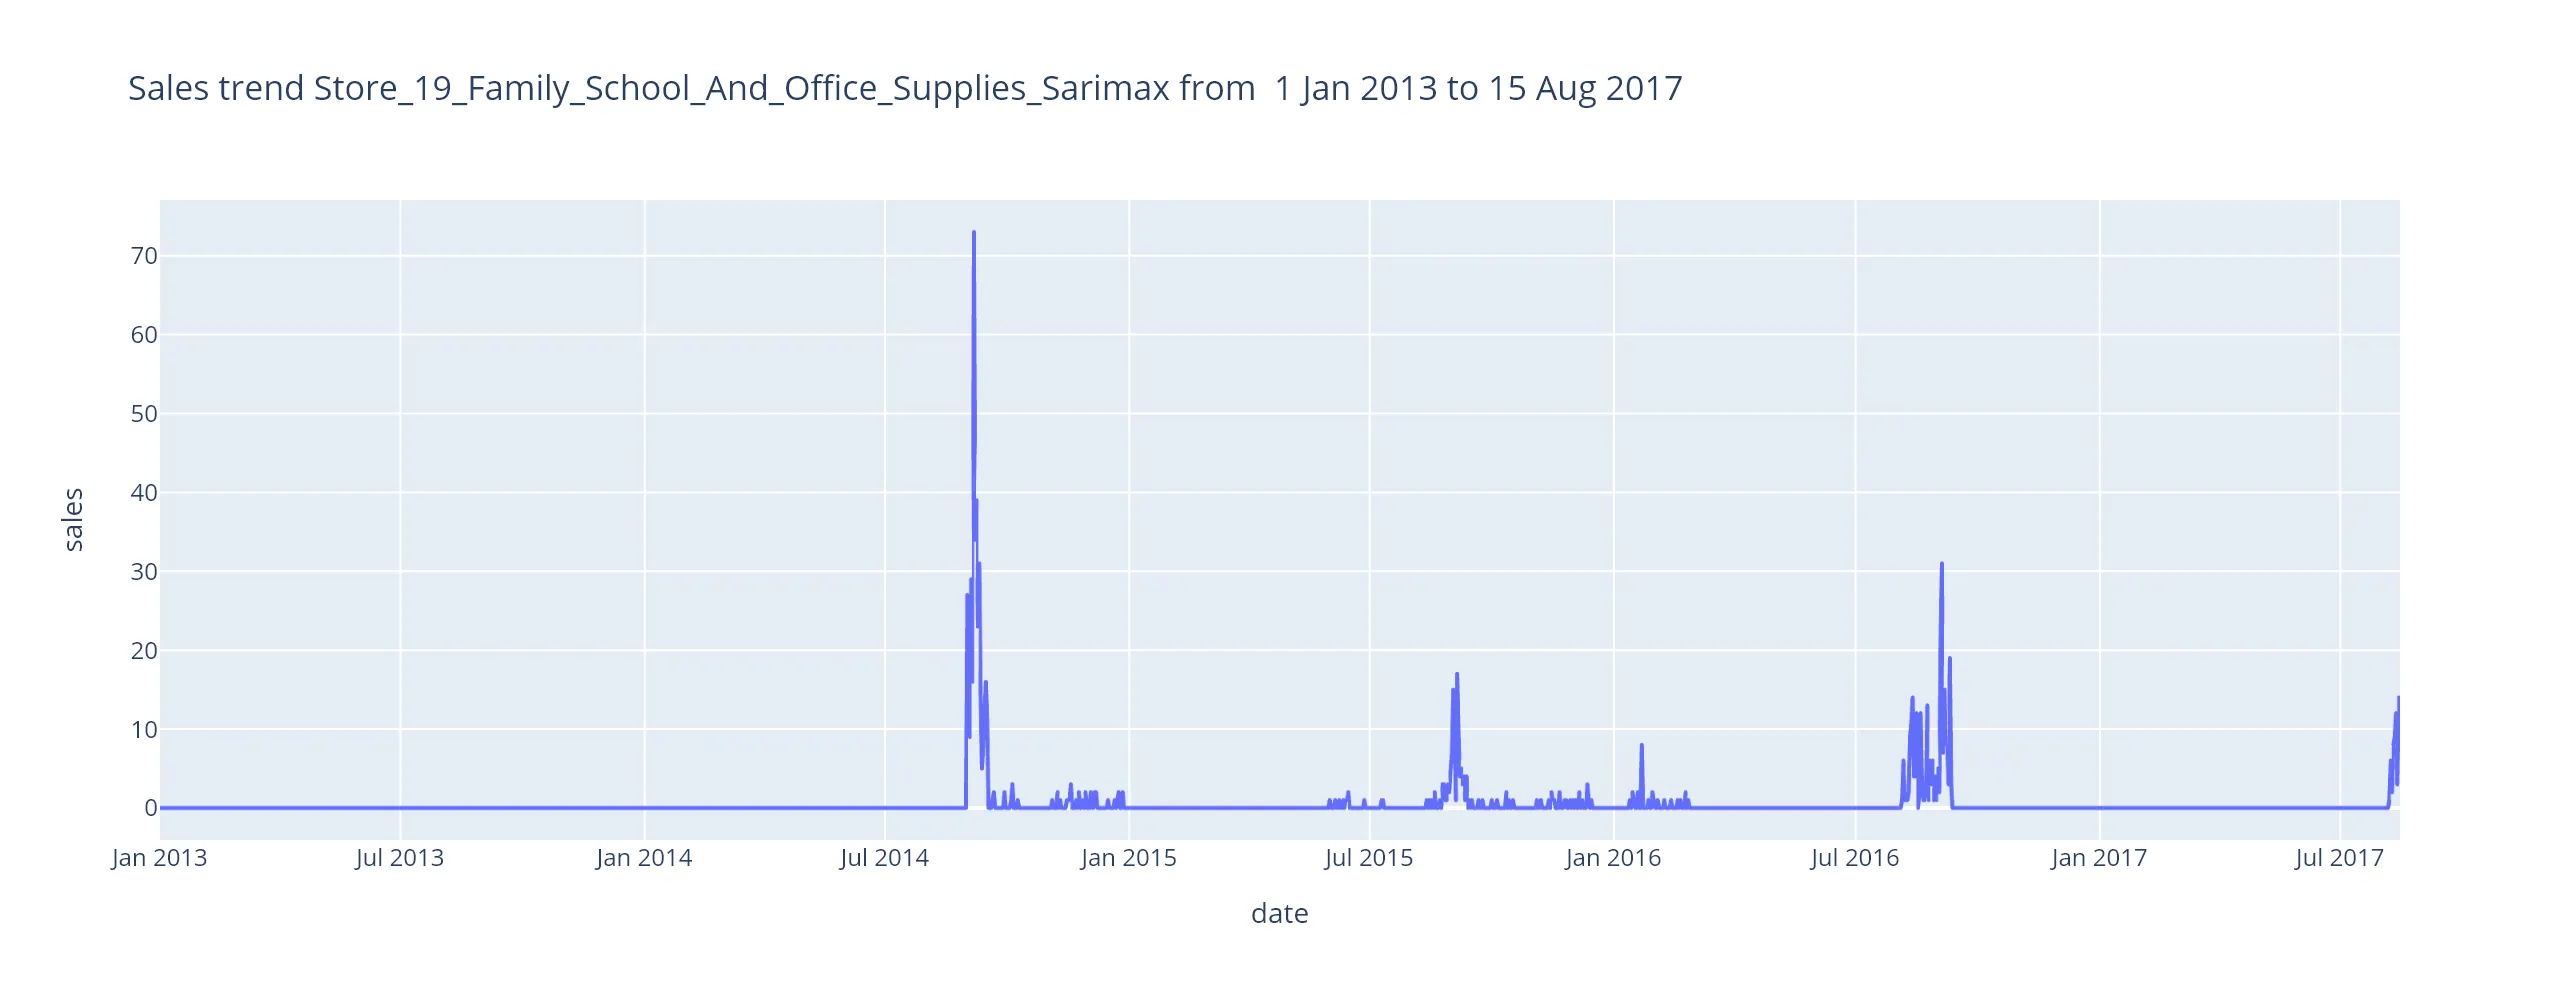 Sales trend Store_19_Family_School_And_Office_Supplies_Sarimax from  1 Jan 2013 to 15 Aug 2017
70
60
50
40
30
20
10
0
sales
Jan 2013 Jul 2013 Jan 2014 Jul 2014 Jan 2015 Jul 2015 Jan 2016 Jul 2016 Jan 2017 Jul 2017
date